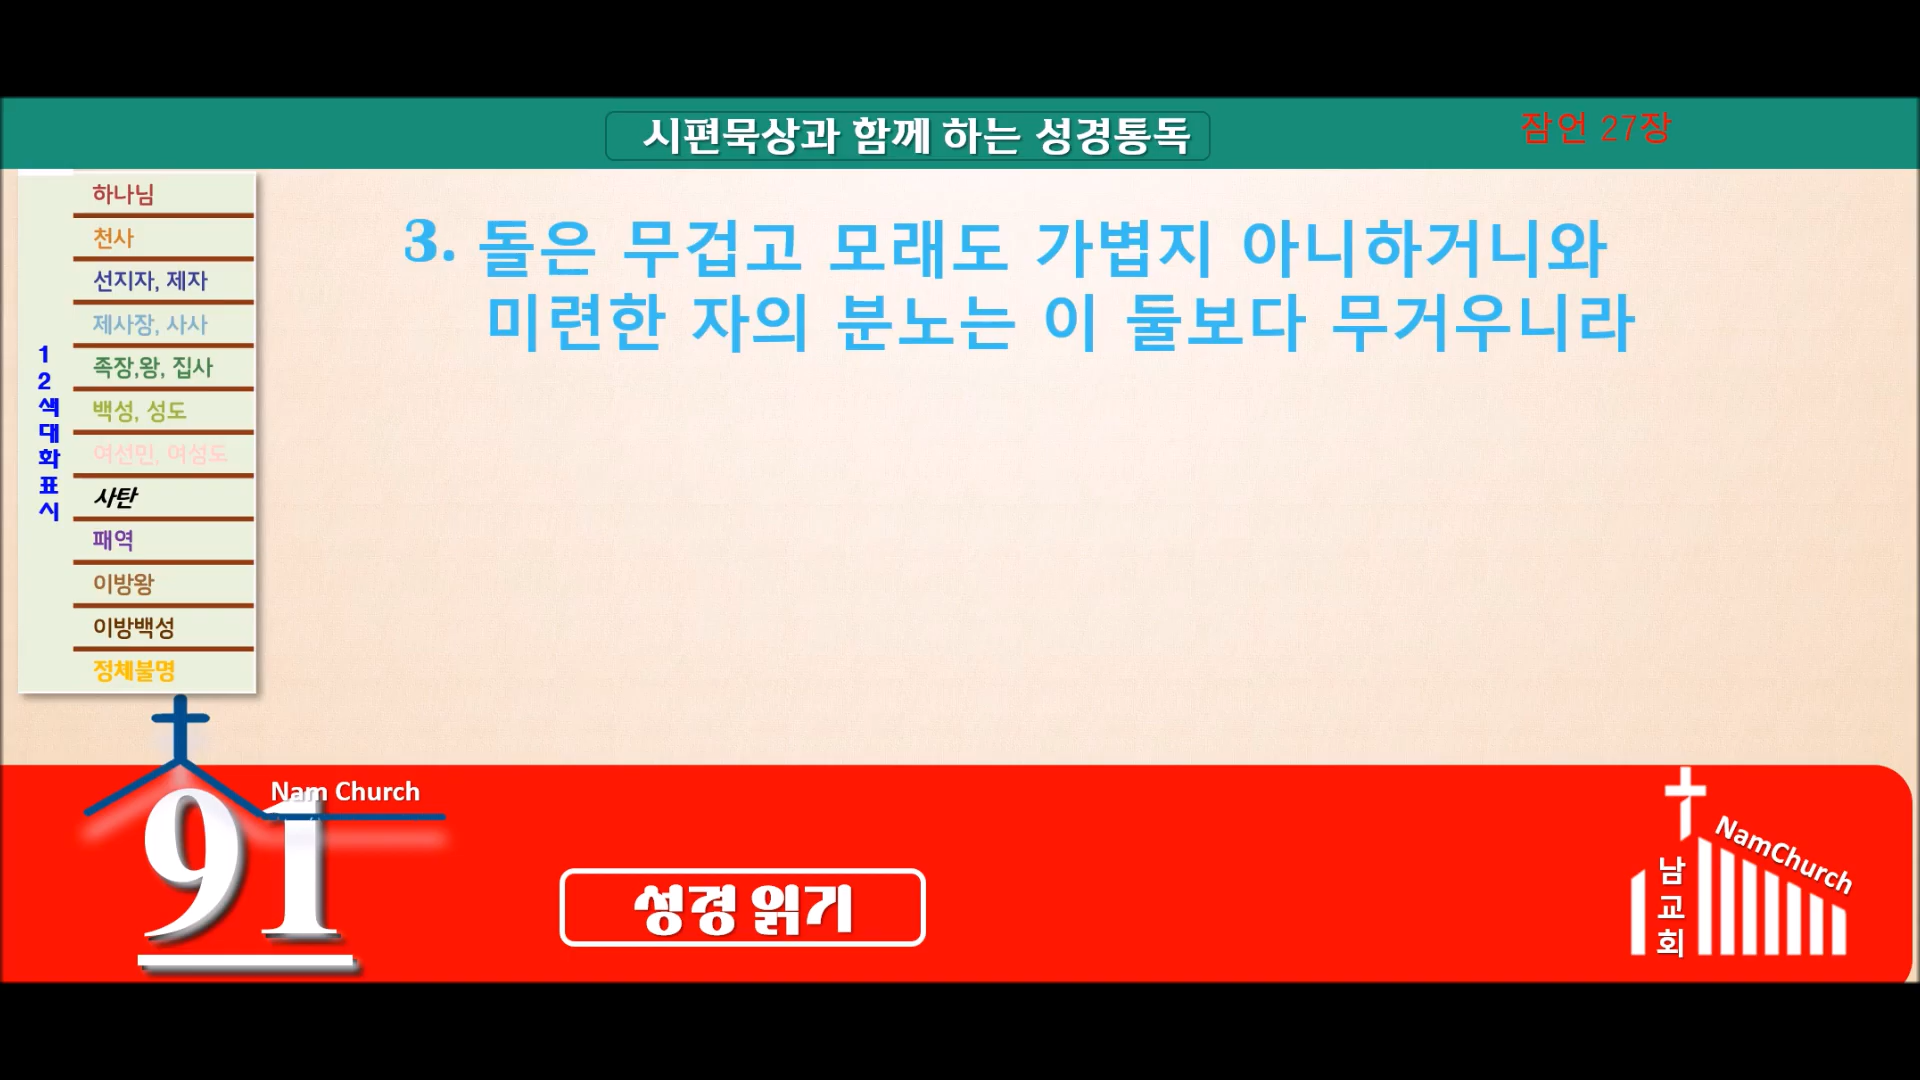 시편묵상과 함께 하는 성경통독
잠언 27장
하나님
천사
선지자, 제자
제사장, 사사
족장,왕, 집사
백성, 성도
여선민, 여성도
사탄
패역
이방왕
이방백성
정체불명
12색대화표시
3. 돌은 무겁고 모래도 가볍지 아니하거니와
미련한 자의 분노는 이 둘보다 무거우니라
Nam Church
91
성경 읽기
NamChurch
남교회